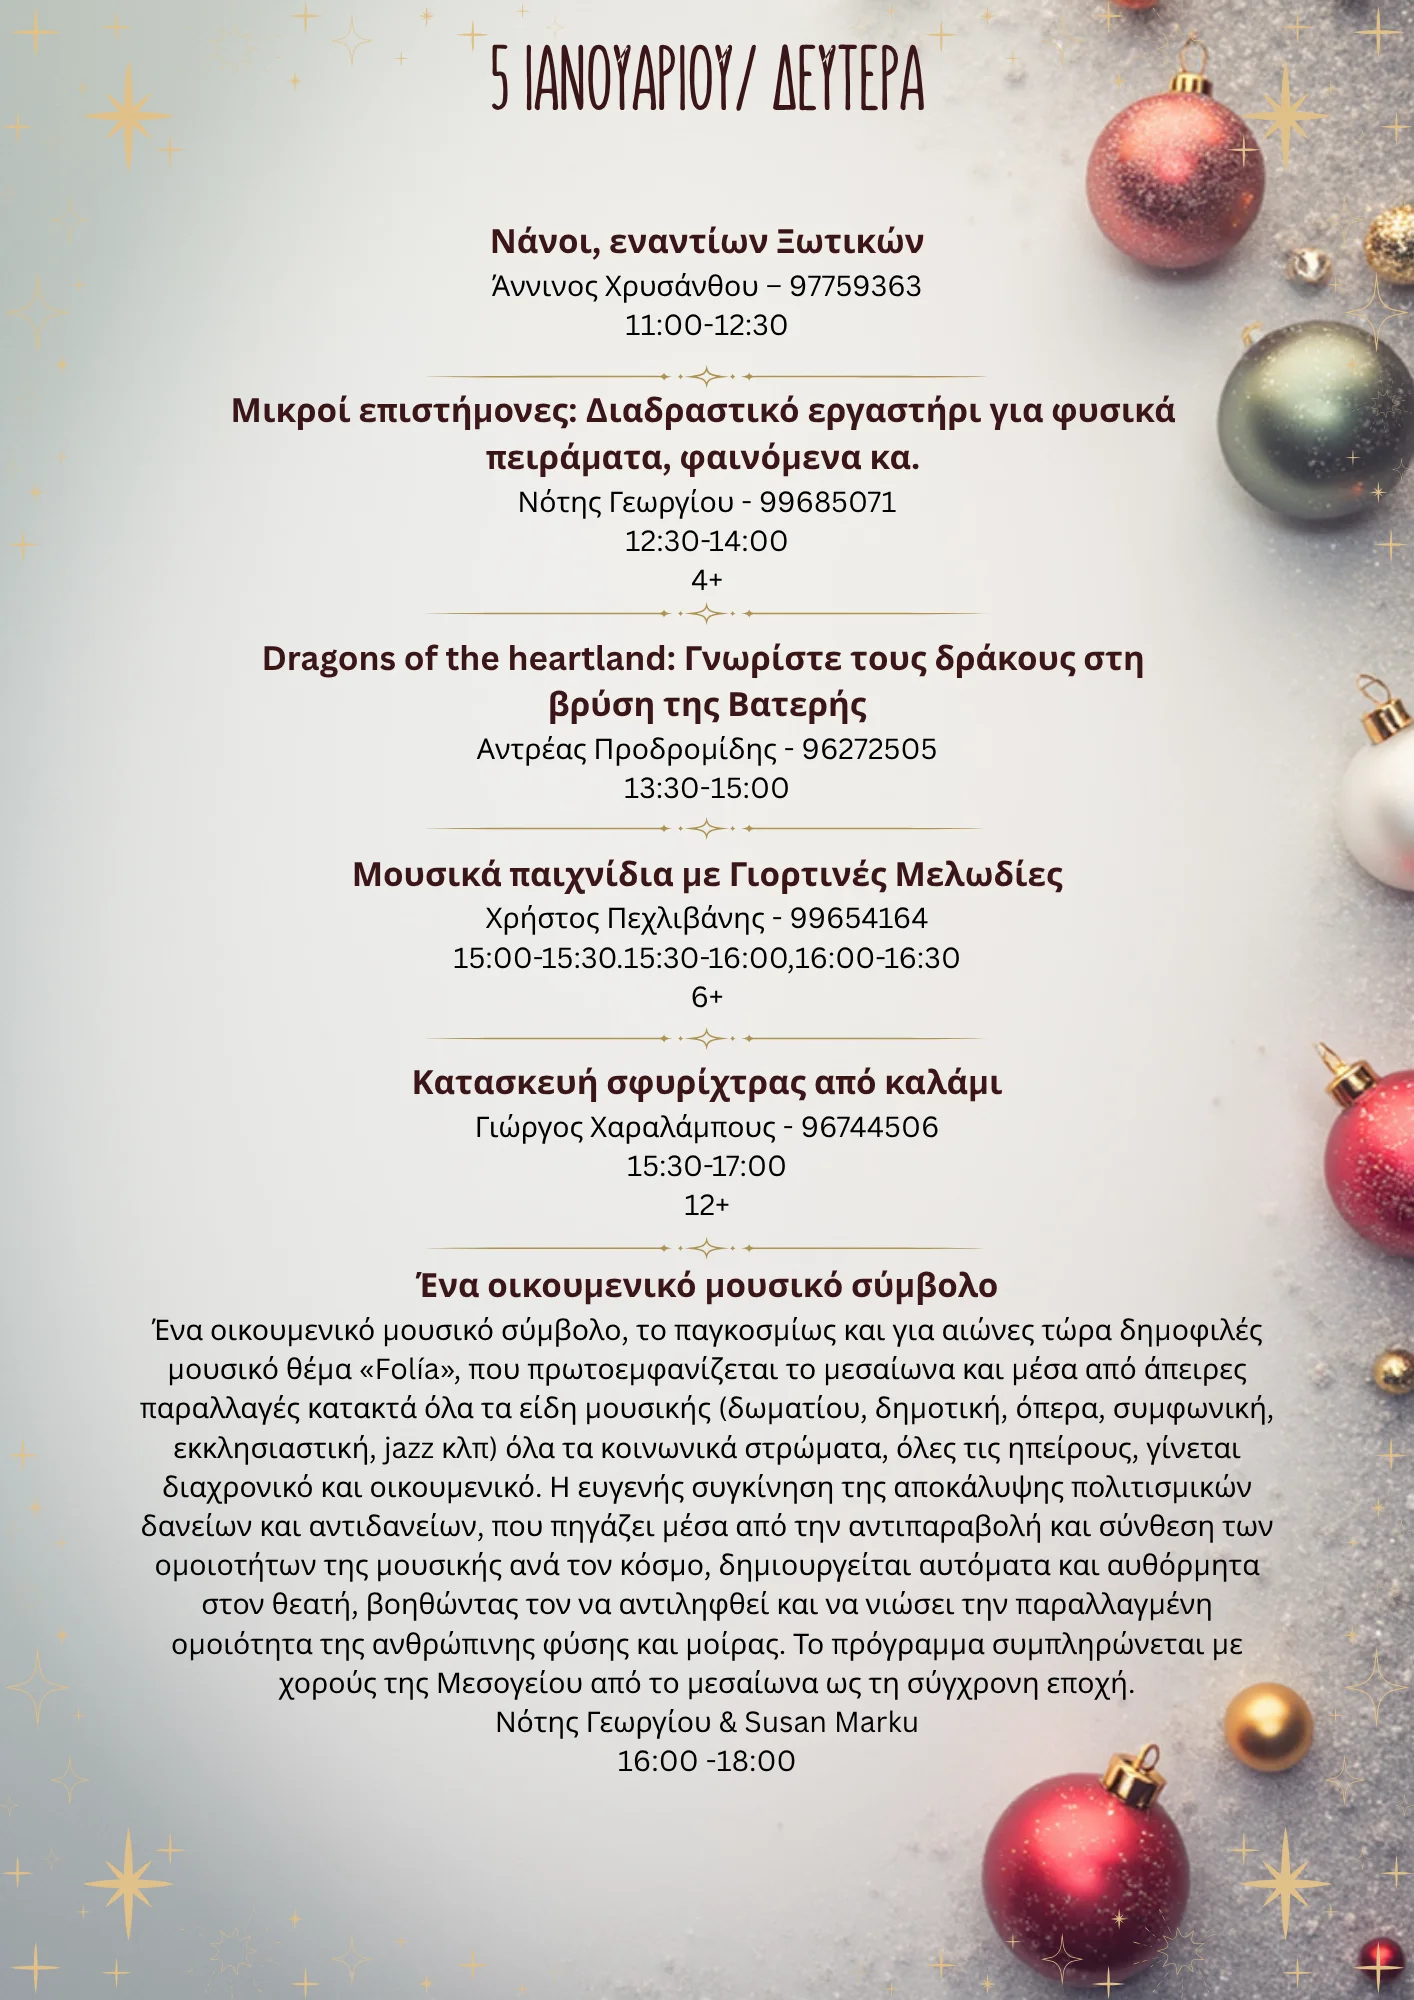 5 ΙΑΝΟΥΑΡΙΟΥ/ ΔΕΥΤΕΡΑ
Νάνοι, εναντίων Ξωτικών
Άννινος Χρυσάνθου – 97759363
11:00-12:30
Μικροί επιστήμονες: Διαδραστικό εργαστήρι για φυσικά
πειράματα, φαινόμενα κα.
Νότης Γεωργίου - 99685071
12:30-14:00
4+
Dragons of the heartland: Γνωρίστε τους δράκους στη
βρύση της Βατερής
Αντρέας Προδρομίδης - 96272505
13:30-15:00
Μουσικά παιχνίδια με Γιορτινές Μελωδίες
Χρήστος Πεχλιβάνης - 99654164
15:00-15:30.15:30-16:00,16:00-16:30
6+
Κατασκευή σφυρίχτρας από καλάμι
Γιώργος Χαραλάμπους - 96744506
15:30-17:00
12+
Ένα οικουμενικό μουσικό σύμβολο
Ένα οικουμενικό μουσικό σύμβολο, το παγκοσμίως και για αιώνες τώρα δημοφιλές
μουσικό θέμα «Folía», που πρωτοεμφανίζεται το μεσαίωνα και μέσα από άπειρες
παραλλαγές κατακτά όλα τα είδη μουσικής (δωματίου, δημοτική, όπερα, συμφωνική,
εκκλησιαστική, jazz κλπ) όλα τα κοινωνικά στρώματα, όλες τις ηπείρους, γίνεται
διαχρονικό και οικουμενικό. Η ευγενής συγκίνηση της αποκάλυψης πολιτισμικών
δανείων και αντιδανείων, που πηγάζει μέσα από την αντιπαραβολή και σύνθεση των
ομοιοτήτων της μουσικής ανά τον κόσμο, δημιουργείται αυτόματα και αυθόρμητα
στον θεατή, βοηθώντας τον να αντιληφθεί και να νιώσει την παραλλαγμένη
ομοιότητα της ανθρώπινης φύσης και μοίρας. Το πρόγραμμα συμπληρώνεται με
χορούς της Μεσογείου από το μεσαίωνα ως τη σύγχρονη εποχή.
Νότης Γεωργίου & Susan Marku
16:00 -18:00